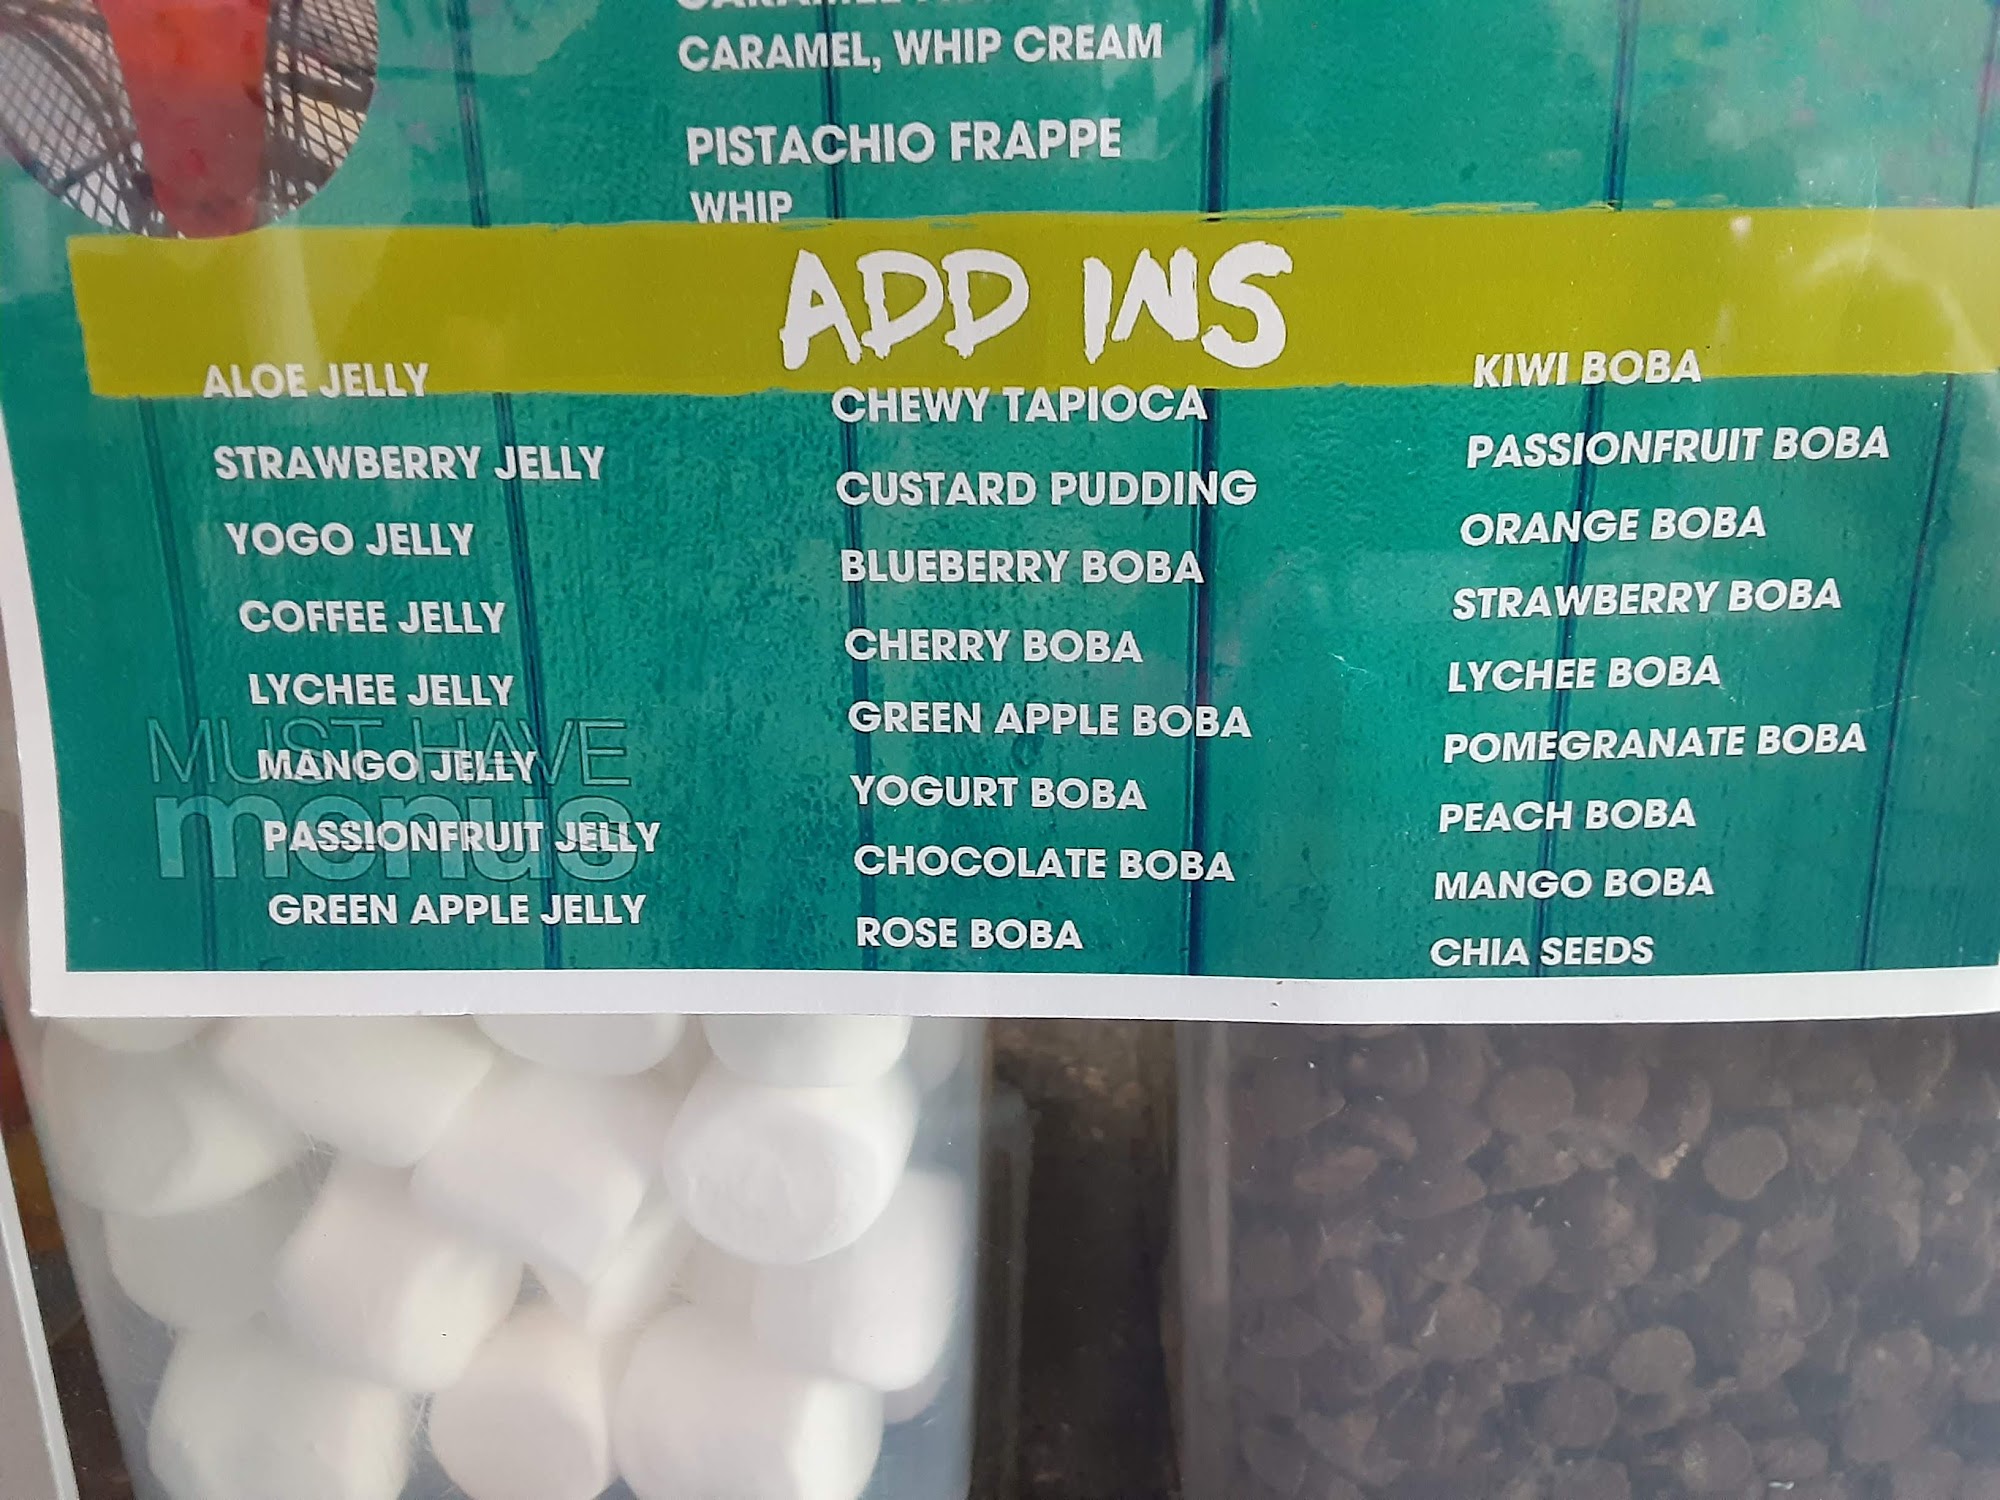 CARAMEL, WHIP CREAM
PISTACHIO FRAPPE
WHIP
ADD INS
ALOE JELLY
STRAWBERRY JELLY
YOGO JELLY
COFFEE JELLY
LYCHEE JELLY
MANGO JELLY
PASSIONFRUIT JELLY
GREEN APPLE JELLY
MUST HAVE
menus
CHEWY TAPIOCA
CUSTARD PUDDING
BLUEBERRY BOBA
CHERRY BOBA
GREEN APPLE BOBA
YOGURT BOBA
CHOCOLATE BOBA
ROSE BOBA
KIWI BOBA
PASSIONFRUIT BOBA
ORANGE BOBA
STRAWBERRY BOBA
LYCHEE BOBA
POMEGRANATE BOBA
PEACH BOBA
MANGO BOBA
CHIA SEEDS